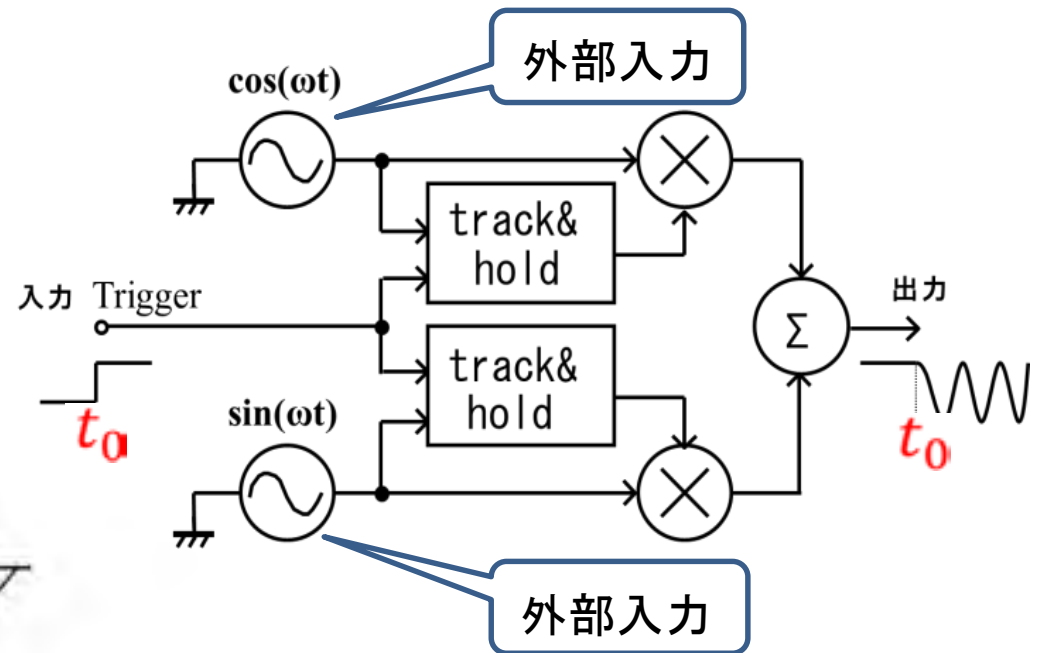 外部入力
cos(ωt)
track&
hold
入力 Trigger
出力
Σ
track&
hold
t₀
sin(ωt)
t₀
外部入力